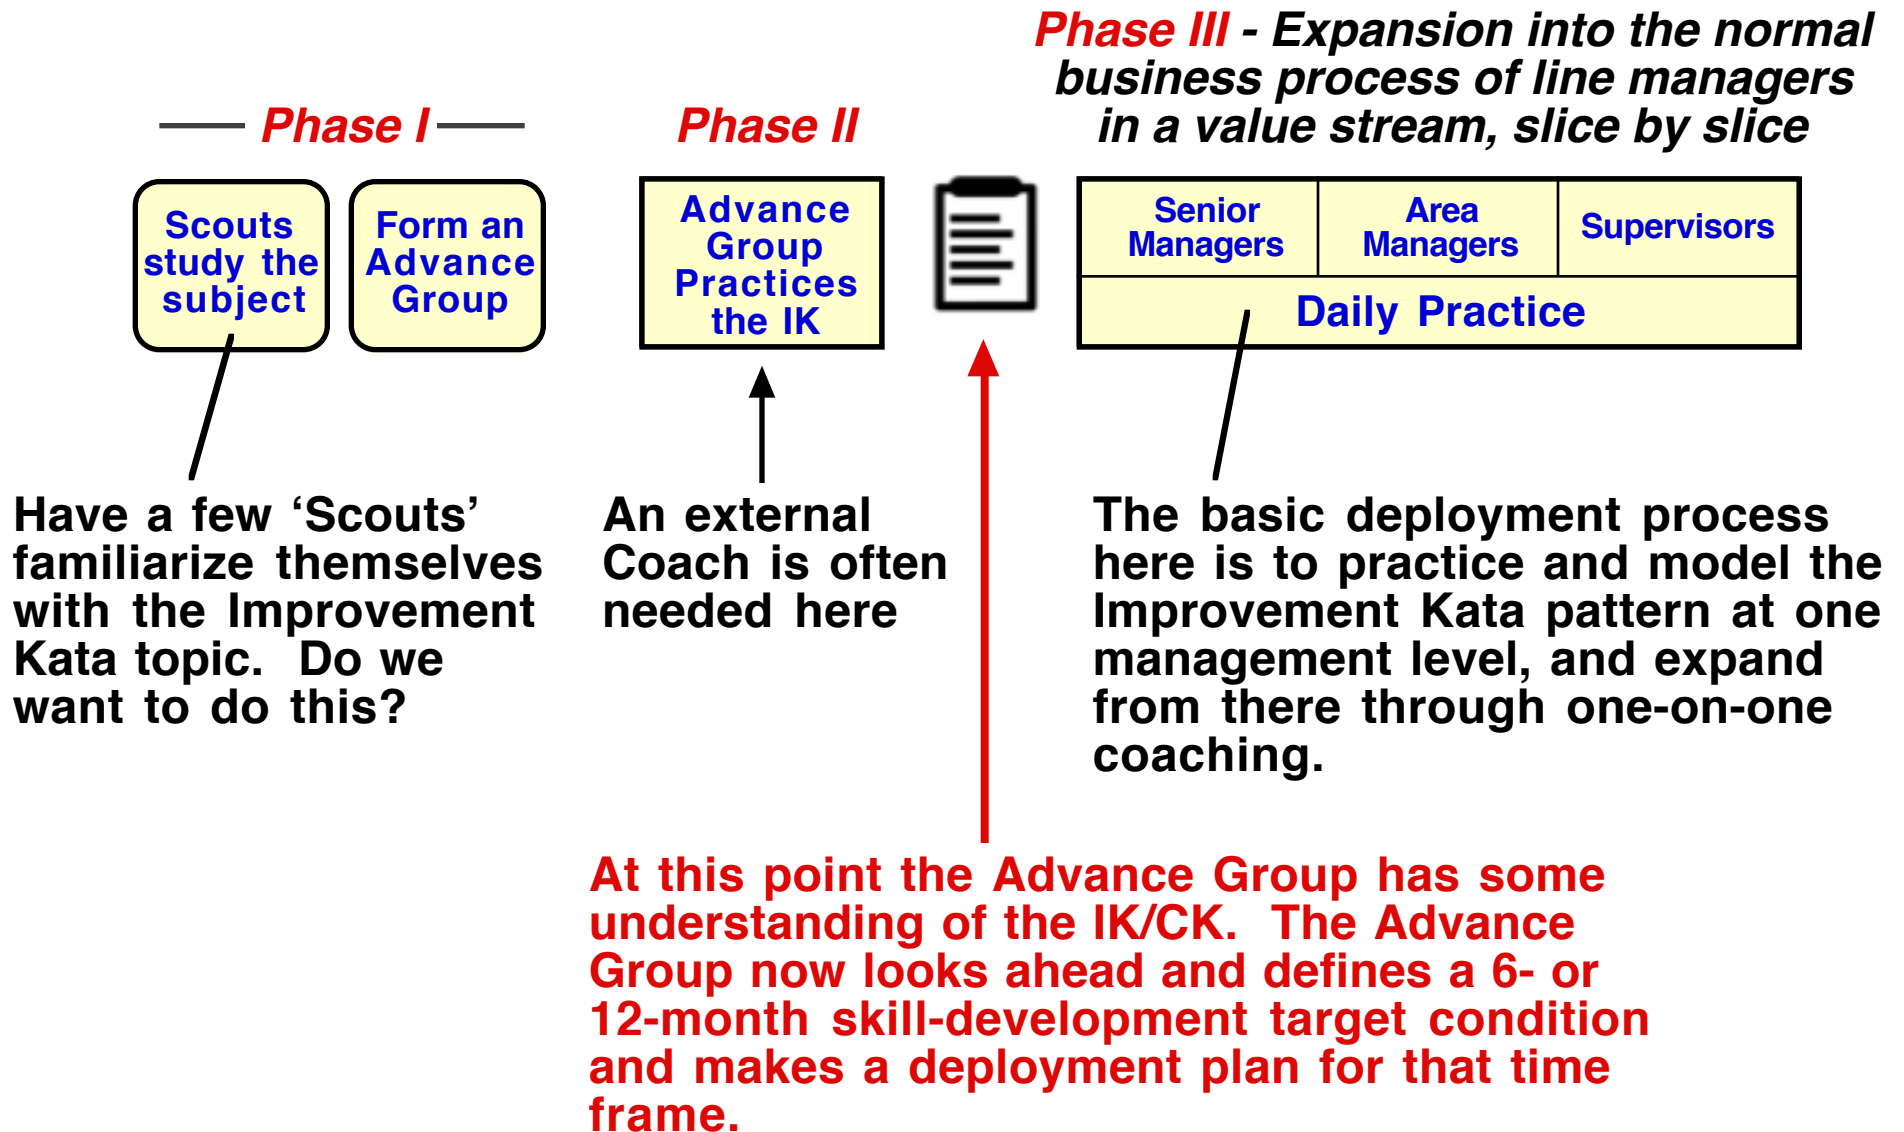 Phase III - Expansion into the normal
business process of line managers
in a value stream, slice by slice
Phase I
Phase II
Scouts
study the
subject
Form an
Advance
Group
Advance
Group
Practices
the IK
Senior
Managers
Area
Managers
Supervisors
Daily Practice
Have a few ‘Scouts’
familiarize themselves
with the Improvement
Kata topic.  Do we
want to do this?
An external
Coach is often
needed here
The basic deployment process
here is to practice and model the
Improvement Kata pattern at one
management level, and expand
from there through one-on-one
coaching.
At this point the Advance Group has some
understanding of the IK/CK.  The Advance
Group now looks ahead and defines a 6- or
12-month skill-development target condition
and makes a deployment plan for that time
frame.